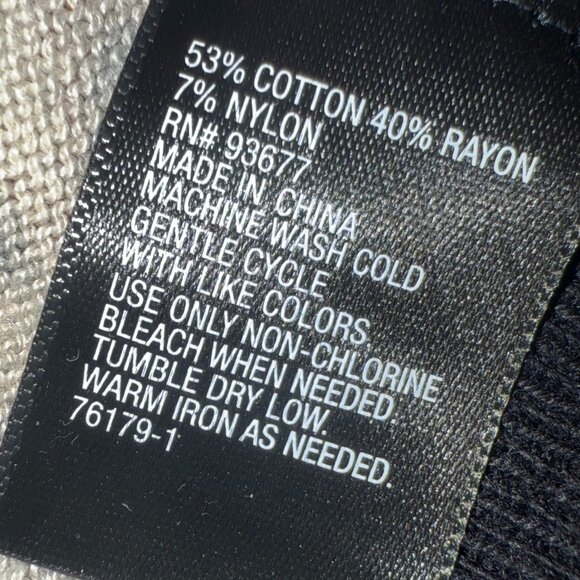 53% COTTON 40% RAYON
7% NYLON
RN# 93677
MADE IN CHINA
MACHINE WASH COLD
GENTLE CYCLE
WITH LIKE COLORS.
USE ONLY NON-CHLORINE
BLEACH WHEN NEEDED.
TUMBLE DRY LOW.
WARM IRON AS NEEDED.
76179-1